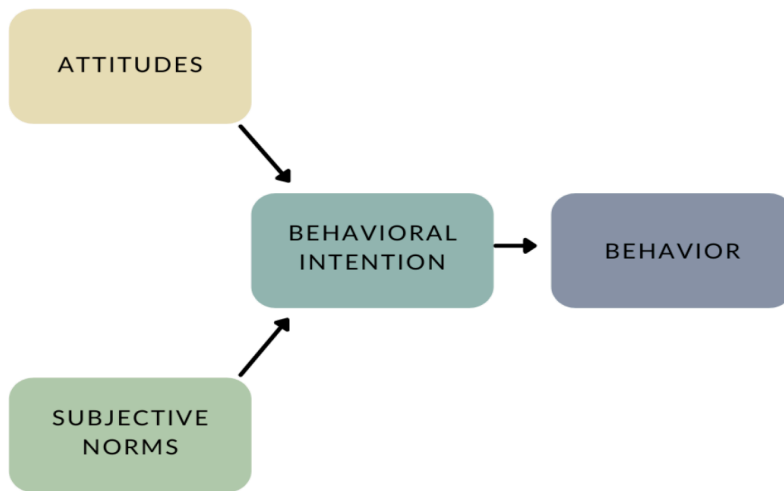 ATTITUDES
BEHAVIORAL
INTENTION
BEHAVIOR
SUBJECTIVE
NORMS